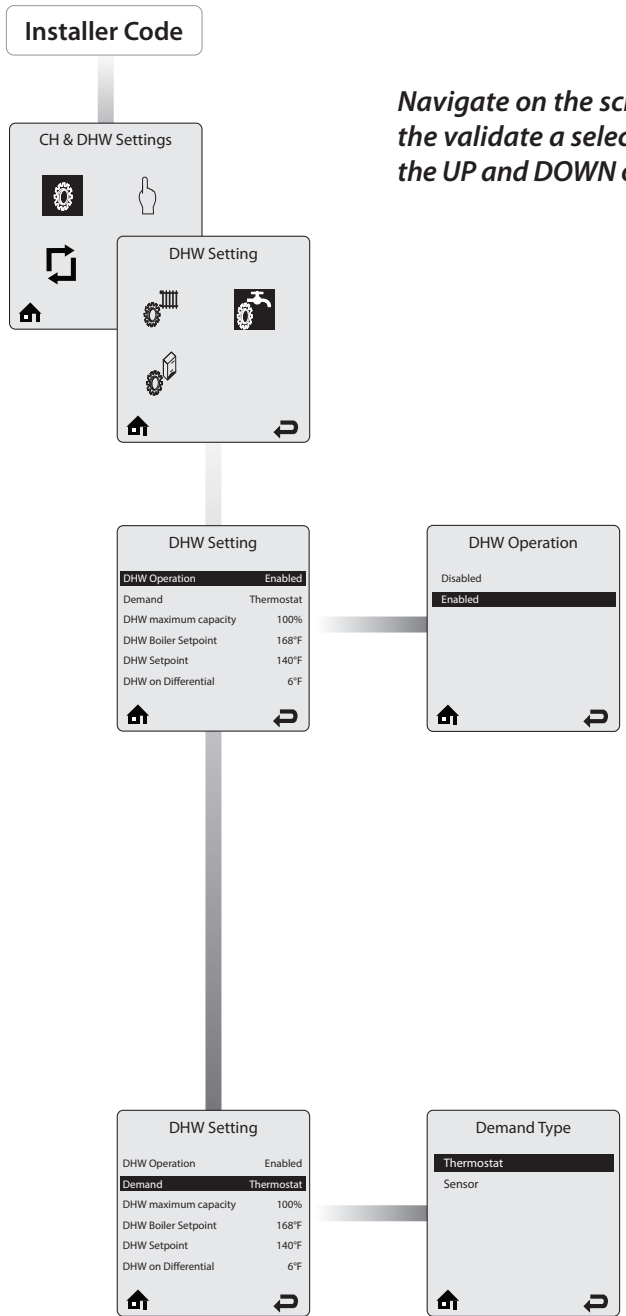 Installer Code
Navigate on the
the validate a
the UP and DOWN
CH & DHW Settings
DHW Setting
DHW Setting
DHW Operation Enabled
Demand Thermostat
DHW maximum capacity 100%
DHW Boiler Setpoint 168°F
DHW Setpoint 140°F
DHW on Differential 6°F
DHW Operation
Disabled
Enabled
DHW Setting
DHW Operation Enabled
Demand Thermostat
DHW maximum capacity 100%
DHW Boiler Setpoint 168°F
DHW Setpoint 140°F
DHW on Differential 6°F
Demand Type
Thermostat
Sensor